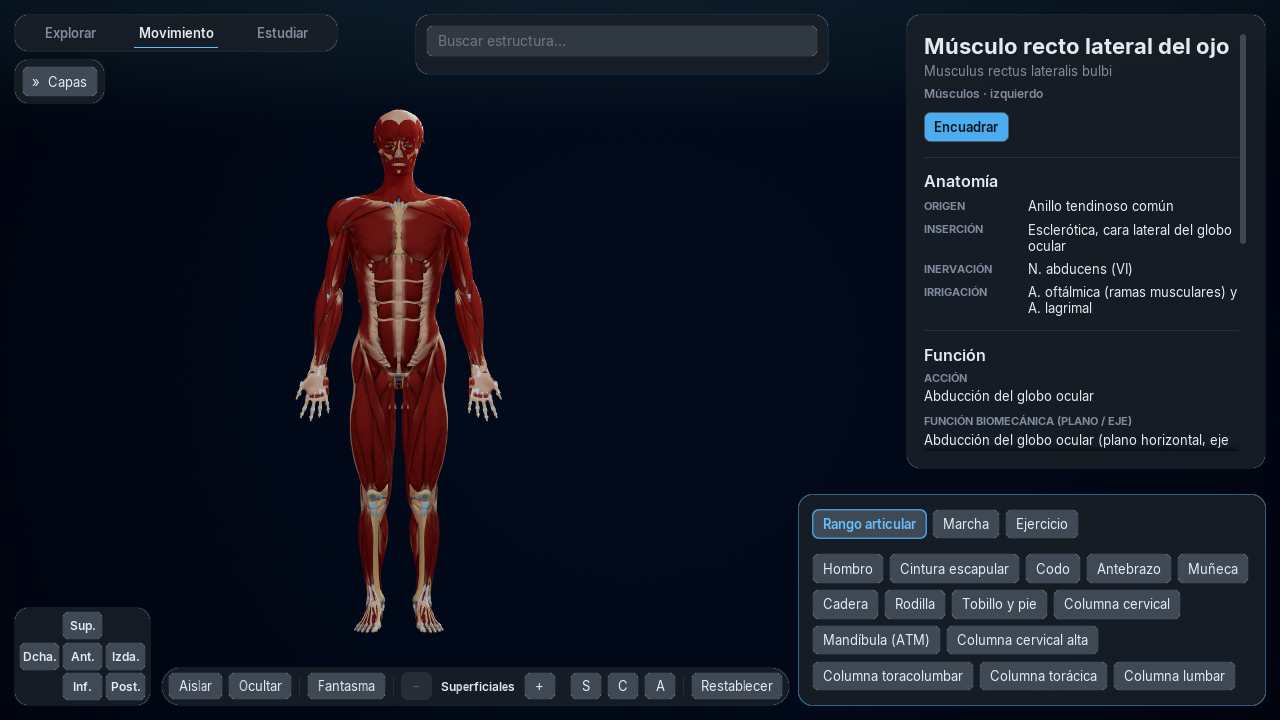 Explorar Movimiento Estudiar
» Capas
Buscar estructura...
Músculo recto lateral del ojo
Musculus rectus lateralis bulbi
Músculos · izquierdo
Encuadrar
Anatomía
ORIGEN Anillo tendinoso común
INSERCIÓN Esclerótica, cara lateral del globo
ocular
INERVACIÓN N. abducens (VI)
IRRIGACIÓN A. oftálmica (ramas musculares) y
A. lagrimal
Función
ACCIÓN
Abducción del globo ocular
FUNCIÓN BIOMECÁNICA (PLANO / EJE)
Abducción del globo ocular (plano horizontal, eje
Rango articular Marcha Ejercicio
Hombro Cintura escapular Codo Antebrazo Muñeca
Cadera Rodilla Tobillo y pie Columna cervical
Mandíbula (ATM) Columna cervical alta
Columna toracolumbar Columna torácica Columna lumbar
Sup.
Dcha. Ant. Izda.
Inf. Post.
Aislar Ocultar Fantasma − Superficiales + S C A Restablecer